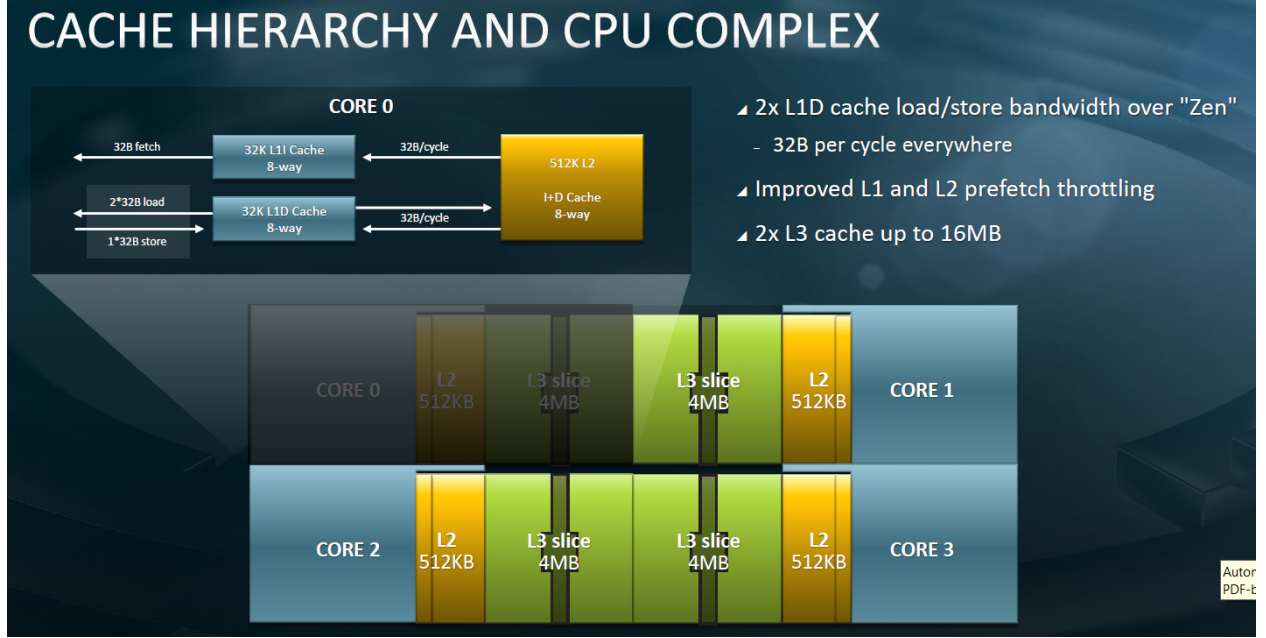 CACHE HIERARCHY AND CPU COMPLEX
CORE 0
32B fetch
32K L1I Cache
8-way
32B/cycle
512K L2
I+D Cache
8-way
2*32B load
1*32B store
32K L1D Cache
8-way
32B/cycle
2x L1D cache load/store bandwidth over "Zen"
- 32B per cycle everywhere
Improved L1 and L2 prefetch throttling
2x L3 cache up to 16MB
CORE 0
L2
512KB
L3 slice
4MB
L3 slice
4MB
L2
512KB
CORE 1
CORE 2
L2
512KB
L3 slice
4MB
L3 slice
4MB
L2
512KB
CORE 3